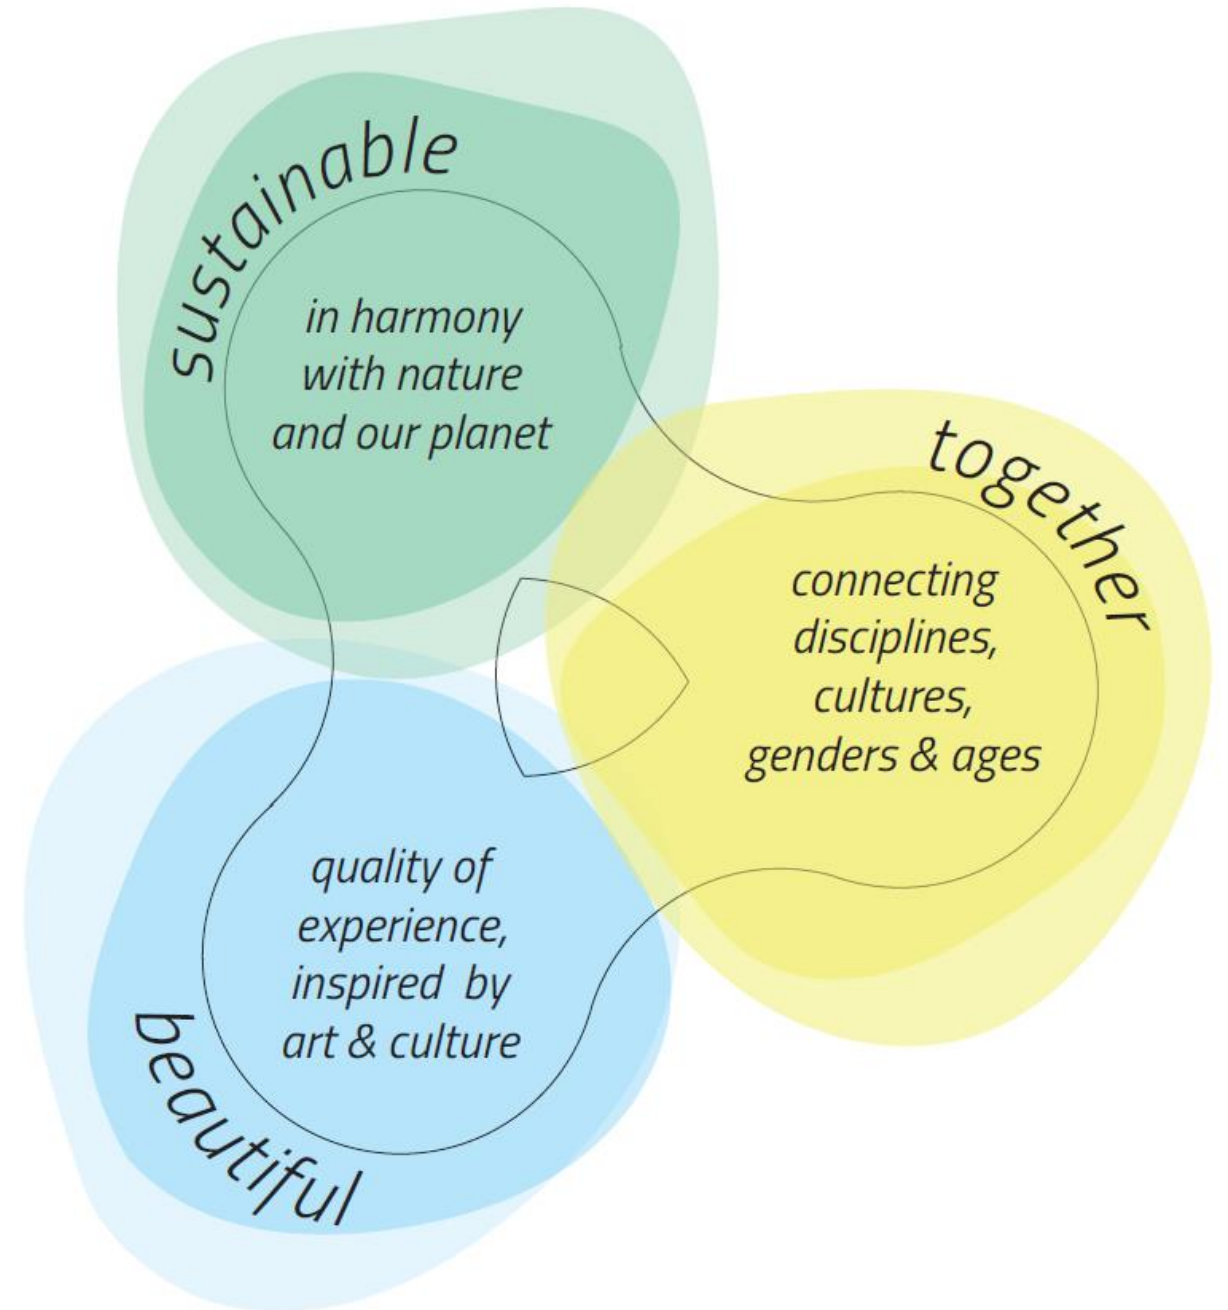 sustainable
in harmony
with nature
and our planet
together
connecting
disciplines,
cultures,
genders & ages
quality of
experience,
inspired by
art & culture
beautiful